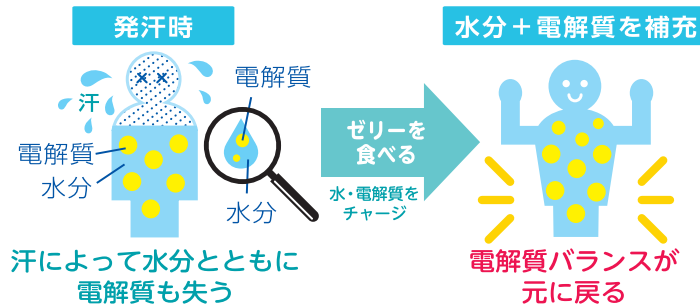 発汗時
汗
電解質
水分
電解質
水分
汗によって水分とともに
電解質も失う
ゼリーを
食べる
水・電解質を
チャージ
水分＋電解質を補充
電解質バランスが
元に戻る